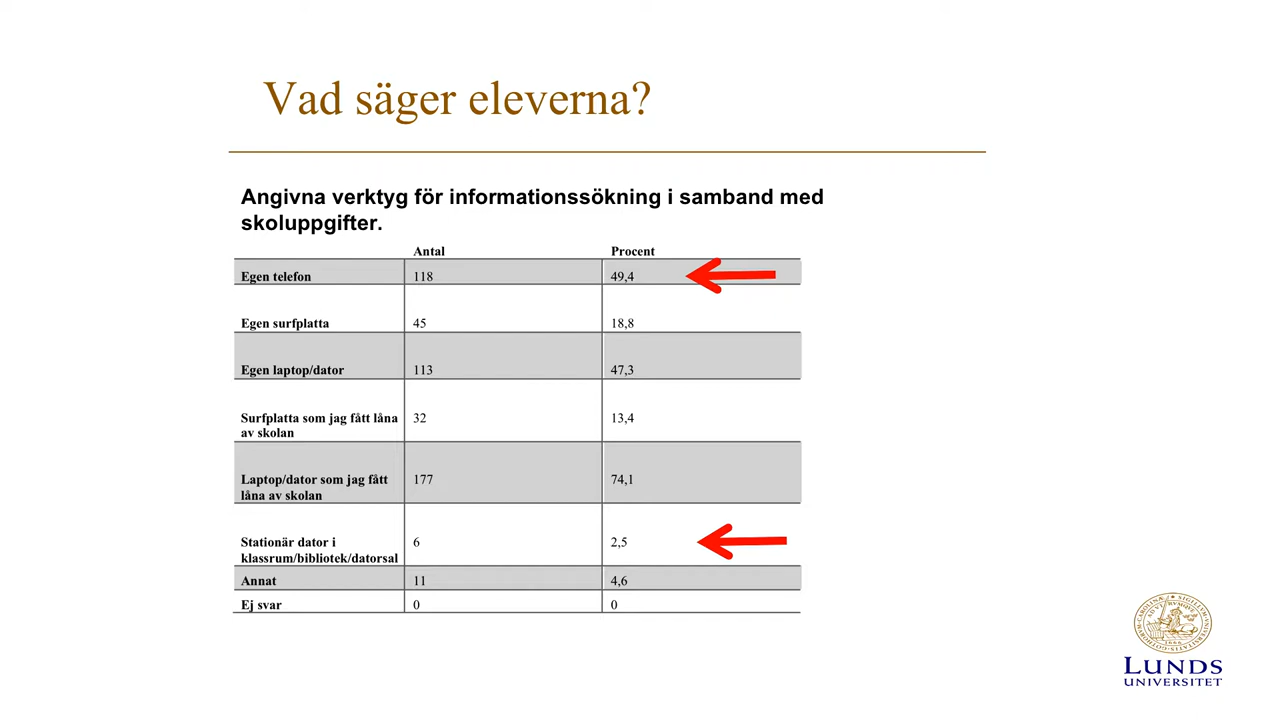 Vad säger eleverna?
Angivna verktyg för informationssökning i samband med
skoluppgifter.
Antal Procent
Egen telefon 118 49,4
Egen surfplatta 45 18,8
Egen laptop/dator 113 47,3
Surfplatta som jag fått låna
av skolan 32 13,4
Laptop/dator som jag fått
låna av skolan 177 74,1
Stationär dator i
klassrum/bibliotek/datorsal 6 2,5
Annat 11 4,6
Ej svar 0 0
LUNDS
UNIVERSITET